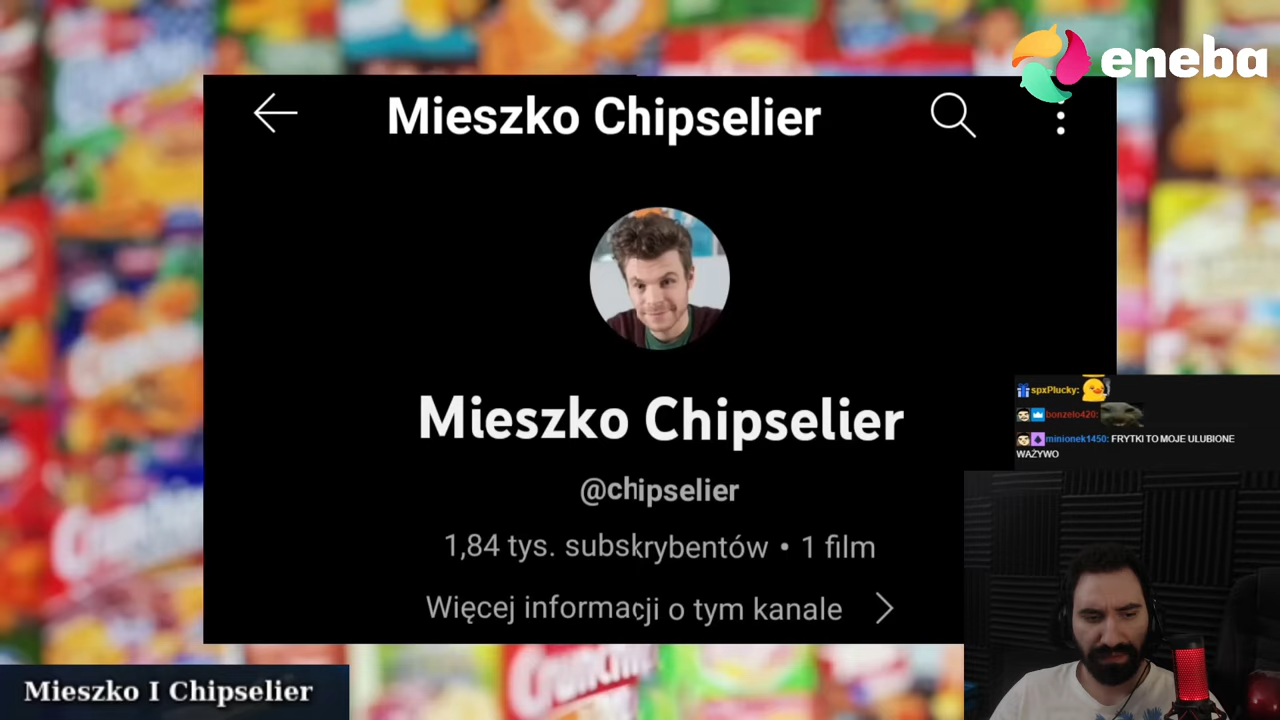 eneba
Mieszko Chipselier
Mieszko Chipselier
@chipselier
1,84 tys. subskrybentów • 1 film
Więcej informacji o tym kanale
spxPlucky:
bonzelo420:
minionek1450: FRYTKI TO MOJE ULUBIONE
WAŻYWO
Mieszko I Chipselier